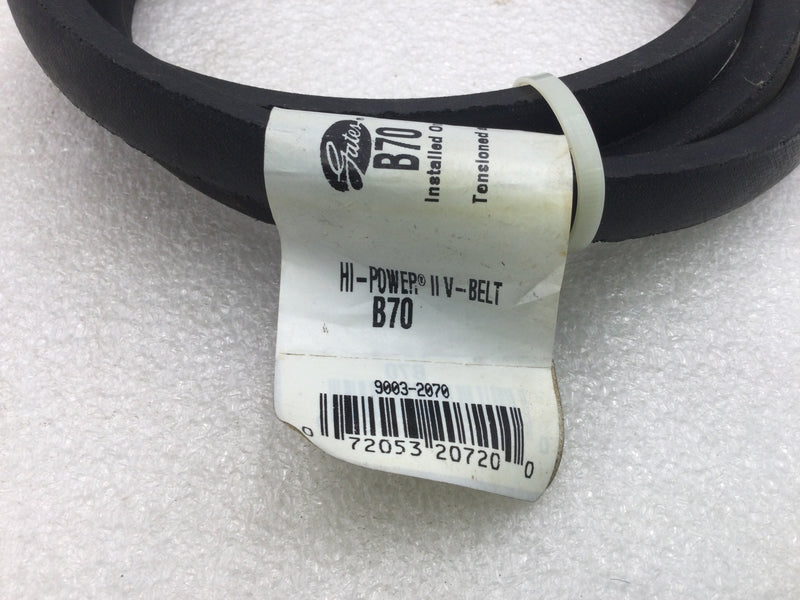 Gates®
B70
Installed
Tensioned
HI-POWER® II V-BELT
B70
9003-2070
0 72053 20720 0